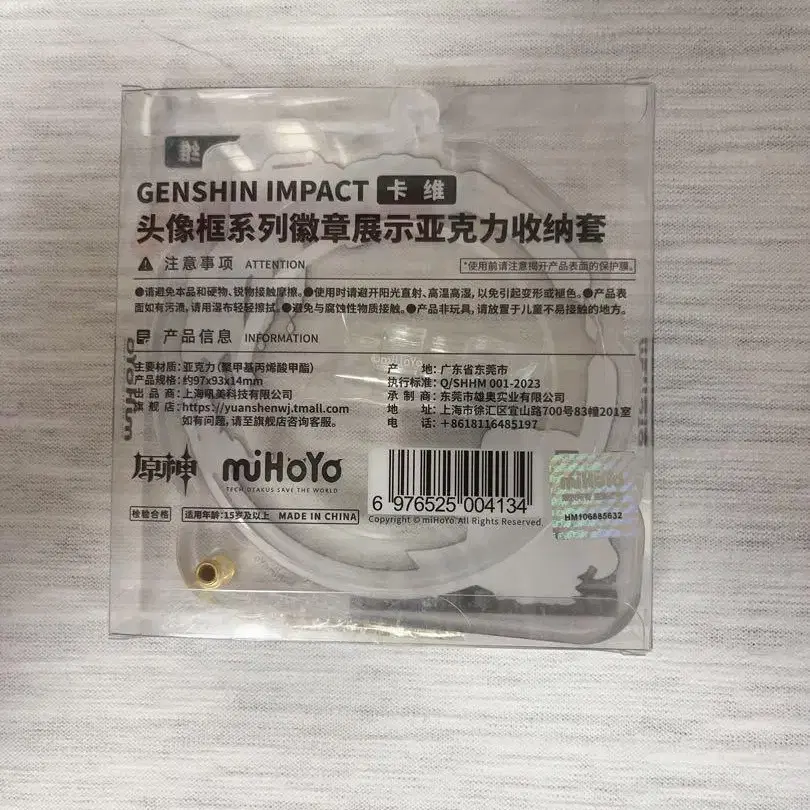 GENSHIN IMPACT 卡维
头像框系列徽章展示亚克力收纳套
注意事项 ATTENTION
*使用前请注意揭开产品表面的保护膜。
●请避免本品和硬物、锐物接触摩擦。●使用时请避开阳光直射、高温高湿，以免引起变形或褪色。●产品表
面如有污渍，请用湿布轻轻擦拭。●避免与腐蚀性物质接触。●产品非玩具，请放置于儿童不易接触的地方。
产品信息 INFORMATION
主要材质：亚克力（聚甲基丙烯酸甲酯）
产品规格：约97x93x14mm
出品商：上海吼美科技有限公司
旗舰店：https://yuanshenwj.tmall.com
如有问题，请至旗舰店咨询客服。
产地：广东省东莞市
执行标准：Q/SHHM 001-2023
承制商：东莞市雄奥实业有限公司
地址：上海市徐汇区宜山路700号83幢201室
电话：+8618116485197
原神
miHoYo
TECH OTAKUS SAVE THE WORLD
6 976525 004134
Copyright © miHoYo All Rights Reserved.
HM106885632
检验合格
适用年龄：15岁及以上
MADE IN CHINA
维
©miHoYo